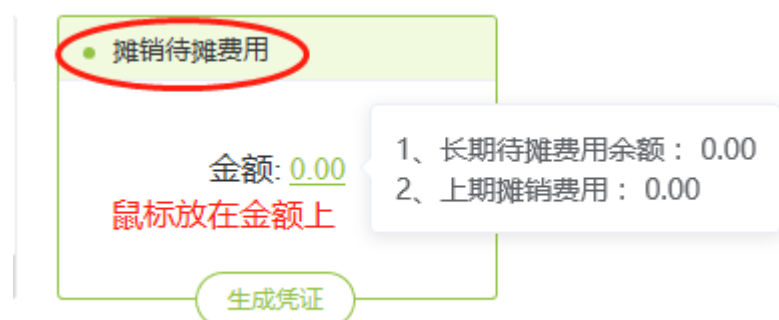 摊销待摊费用
金额: 0.00
鼠标放在金额上
1、长期待摊费用余额： 0.00
2、上期摊销费用： 0.00
生成凭证